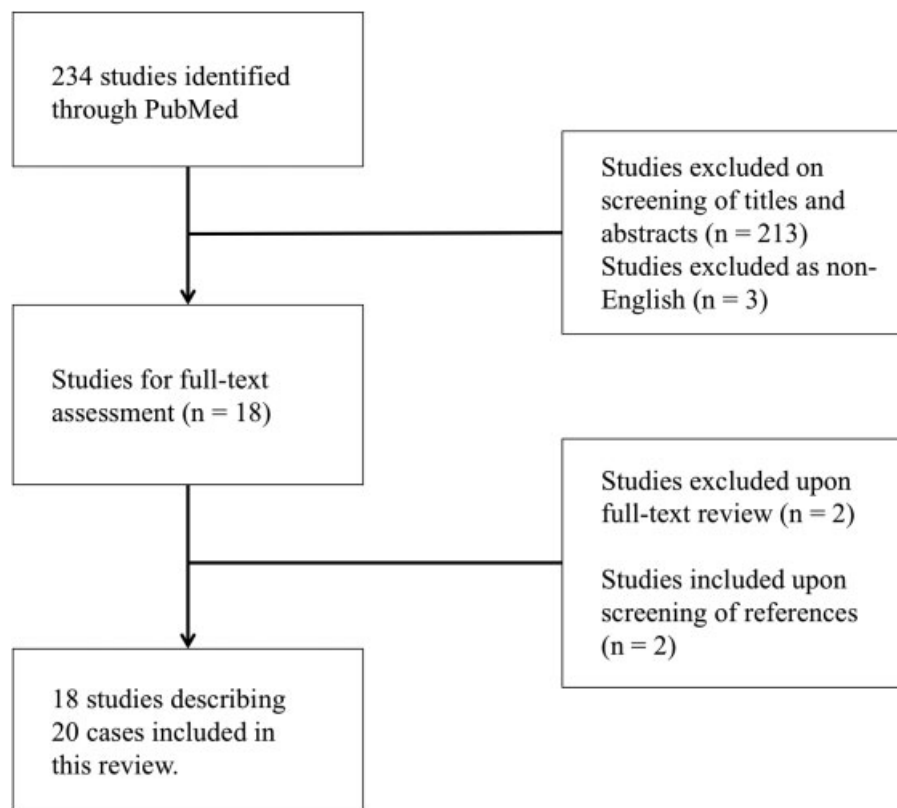 234 studies identified
through PubMed
Studies excluded on
screening of titles and
abstracts (n = 213)
Studies excluded as non-
English (n = 3)
Studies for full-text
assessment (n = 18)
Studies excluded upon
full-text review (n = 2)
Studies included upon
screening of references
(n = 2)
18 studies describing
20 cases included in
this review.